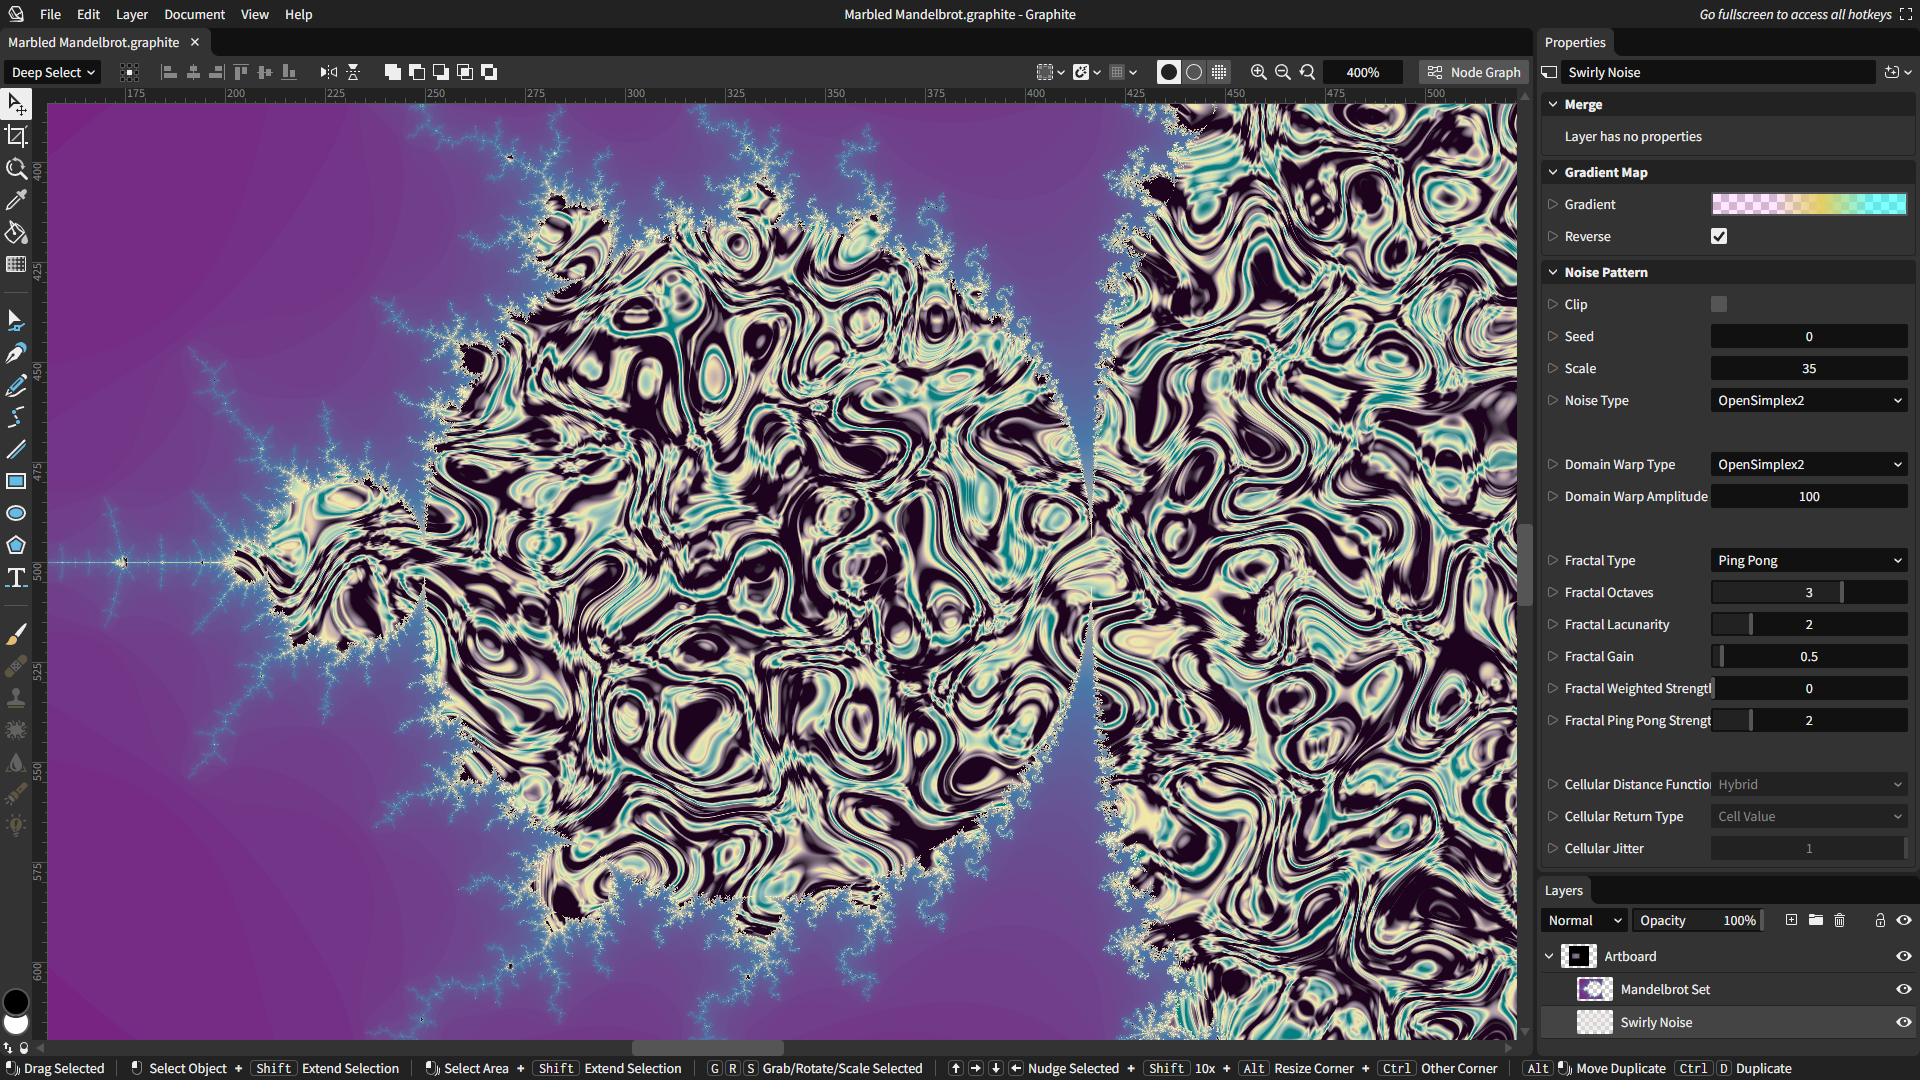 File Edit Layer Document View Help
Marbled Mandelbrot.graphite - Graphite
Go fullscreen to access all hotkeys
Marbled Mandelbrot.graphite
Properties
Deep Select
400%
Node Graph
Swirly Noise
175 200 225 250 275 300 325 350 375 400 425 450 475 500
400
425
450
475
500
525
550
575
600
Merge
Layer has no properties
Gradient Map
Gradient
Reverse
Noise Pattern
Clip
Seed 0
Scale 35
Noise Type OpenSimplex2
Domain Warp Type OpenSimplex2
Domain Warp Amplitude 100
Fractal Type Ping Pong
Fractal Octaves 3
Fractal Lacunarity 2
Fractal Gain 0.5
Fractal Weighted Strengt 0
Fractal Ping Pong Strengt 2
Cellular Distance Functio Hybrid
Cellular Return Type Cell Value
Cellular Jitter 1
Layers
Normal Opacity 100%
Artboard
Mandelbrot Set
Swirly Noise
Drag Selected Select Object + Shift Extend Selection Select Area + Shift Extend Selection G R S Grab/Rotate/Scale Selected Nudge Selected + Shift 10x + Alt Resize Corner + Ctrl Other Corner Alt Move Duplicate Ctrl D Duplicate